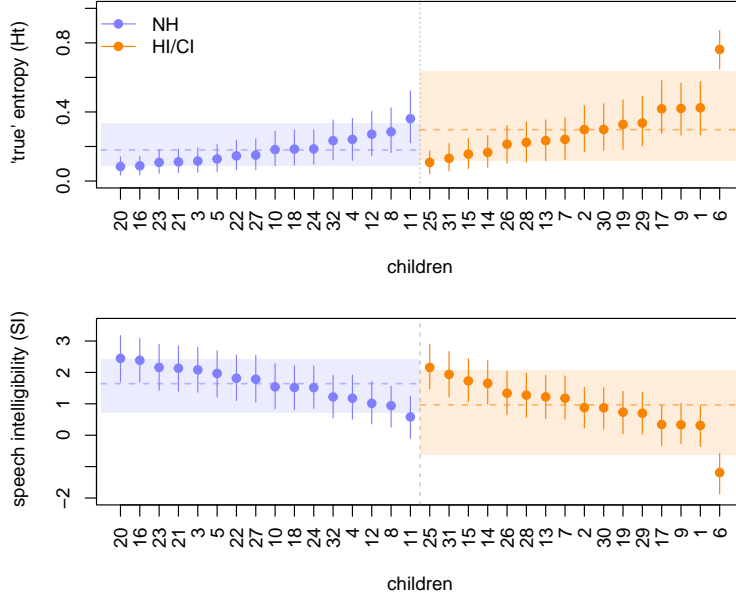 'true' entropy (Ht)
0.0 0.4 0.8
NH
HI/CI
20 16 23 21 3 5 22 27 10 18 24 32 4 12 8 11 25 31 15 14 26 28 13 7 2 30 19 29 17 9 1 6
children
speech intelligibility (SI)
−2 0 1 2 3
20 16 23 21 3 5 22 27 10 18 24 32 4 12 8 11 25 31 15 14 26 28 13 7 2 30 19 29 17 9 1 6
children